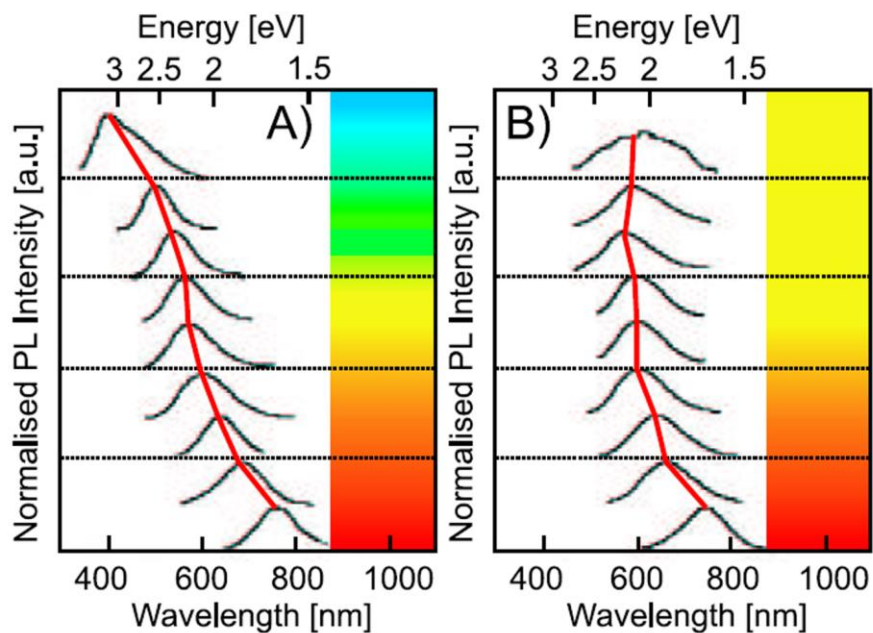 Energy [eV]
3 2.5 2 1.5
A)
Normalised PL Intensity [a.u.]
400 600 800 1000
Wavelength [nm]
Energy [eV]
3 2.5 2 1.5
B)
Normalised PL Intensity [a.u.]
400 600 800 1000
Wavelength [nm]